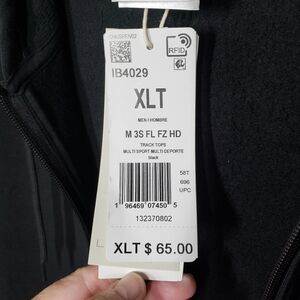 RFID
IB4029
XLT
MEN / HOMBRE
M 3S FL FZ HD
TRACK TOPS
MULTI SPORT·MULTI DEPORTE
black
58T
696
UPC
1 96469 07450 5
132370802
XLT $ 65.00